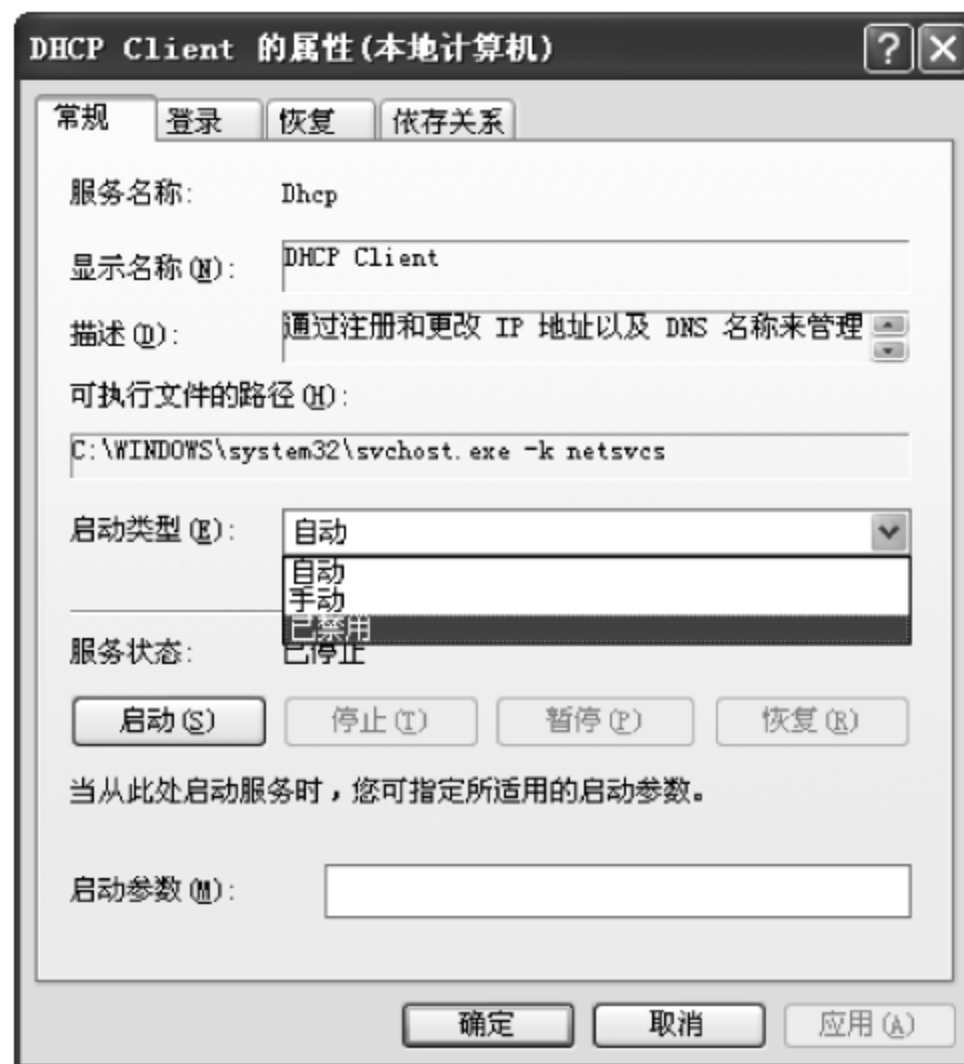 DHCP Client 的属性(本地计算机)
常规 登录 恢复 依存关系
服务名称: Dhcp
显示名称(N): DHCP Client
描述(D): 通过注册和更改 IP 地址以及 DNS 名称来管理
可执行文件的路径(H):
C:\WINDOWS\system32\svchost.exe -k netsvcs
启动类型(E): 自动
自动
手动
已禁用
服务状态: 已停止
启动(S) 停止(T) 暂停(P) 恢复(R)
当从此处启动服务时，您可指定所适用的启动参数。
启动参数(M):
确定 取消 应用(A)